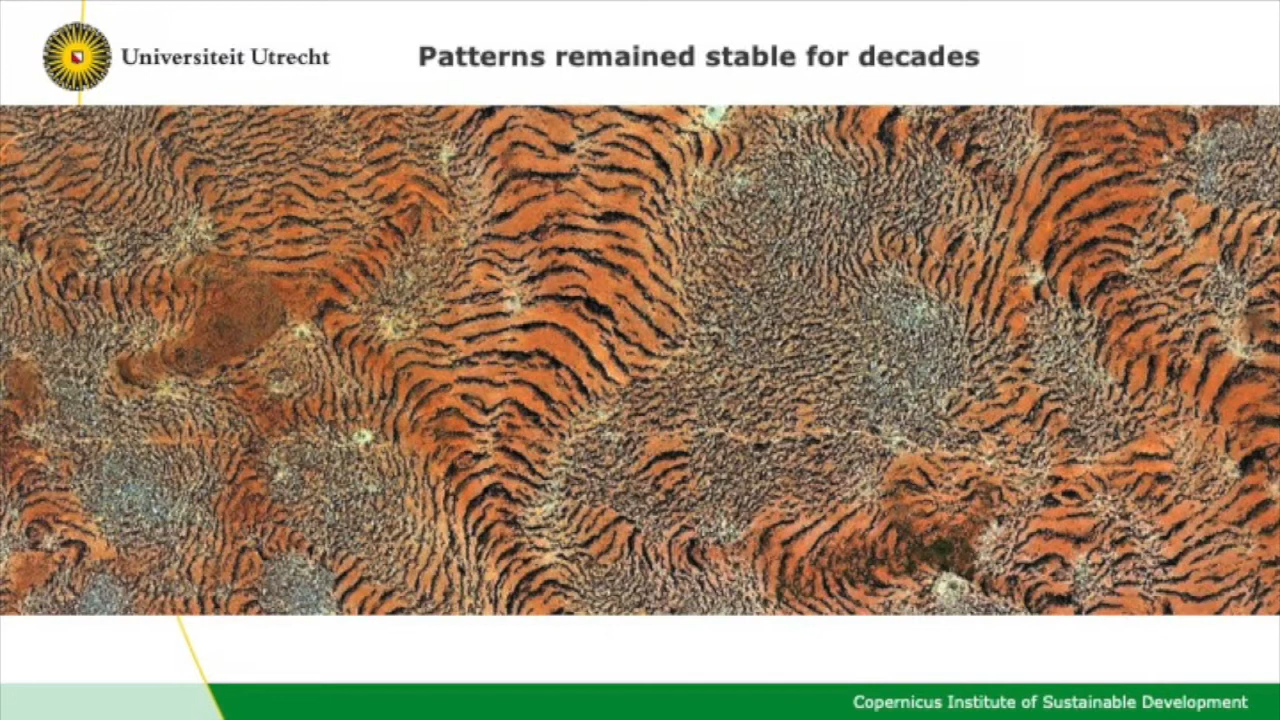 Universiteit Utrecht
Patterns remained stable for decades
Copernicus Institute of Sustainable Development